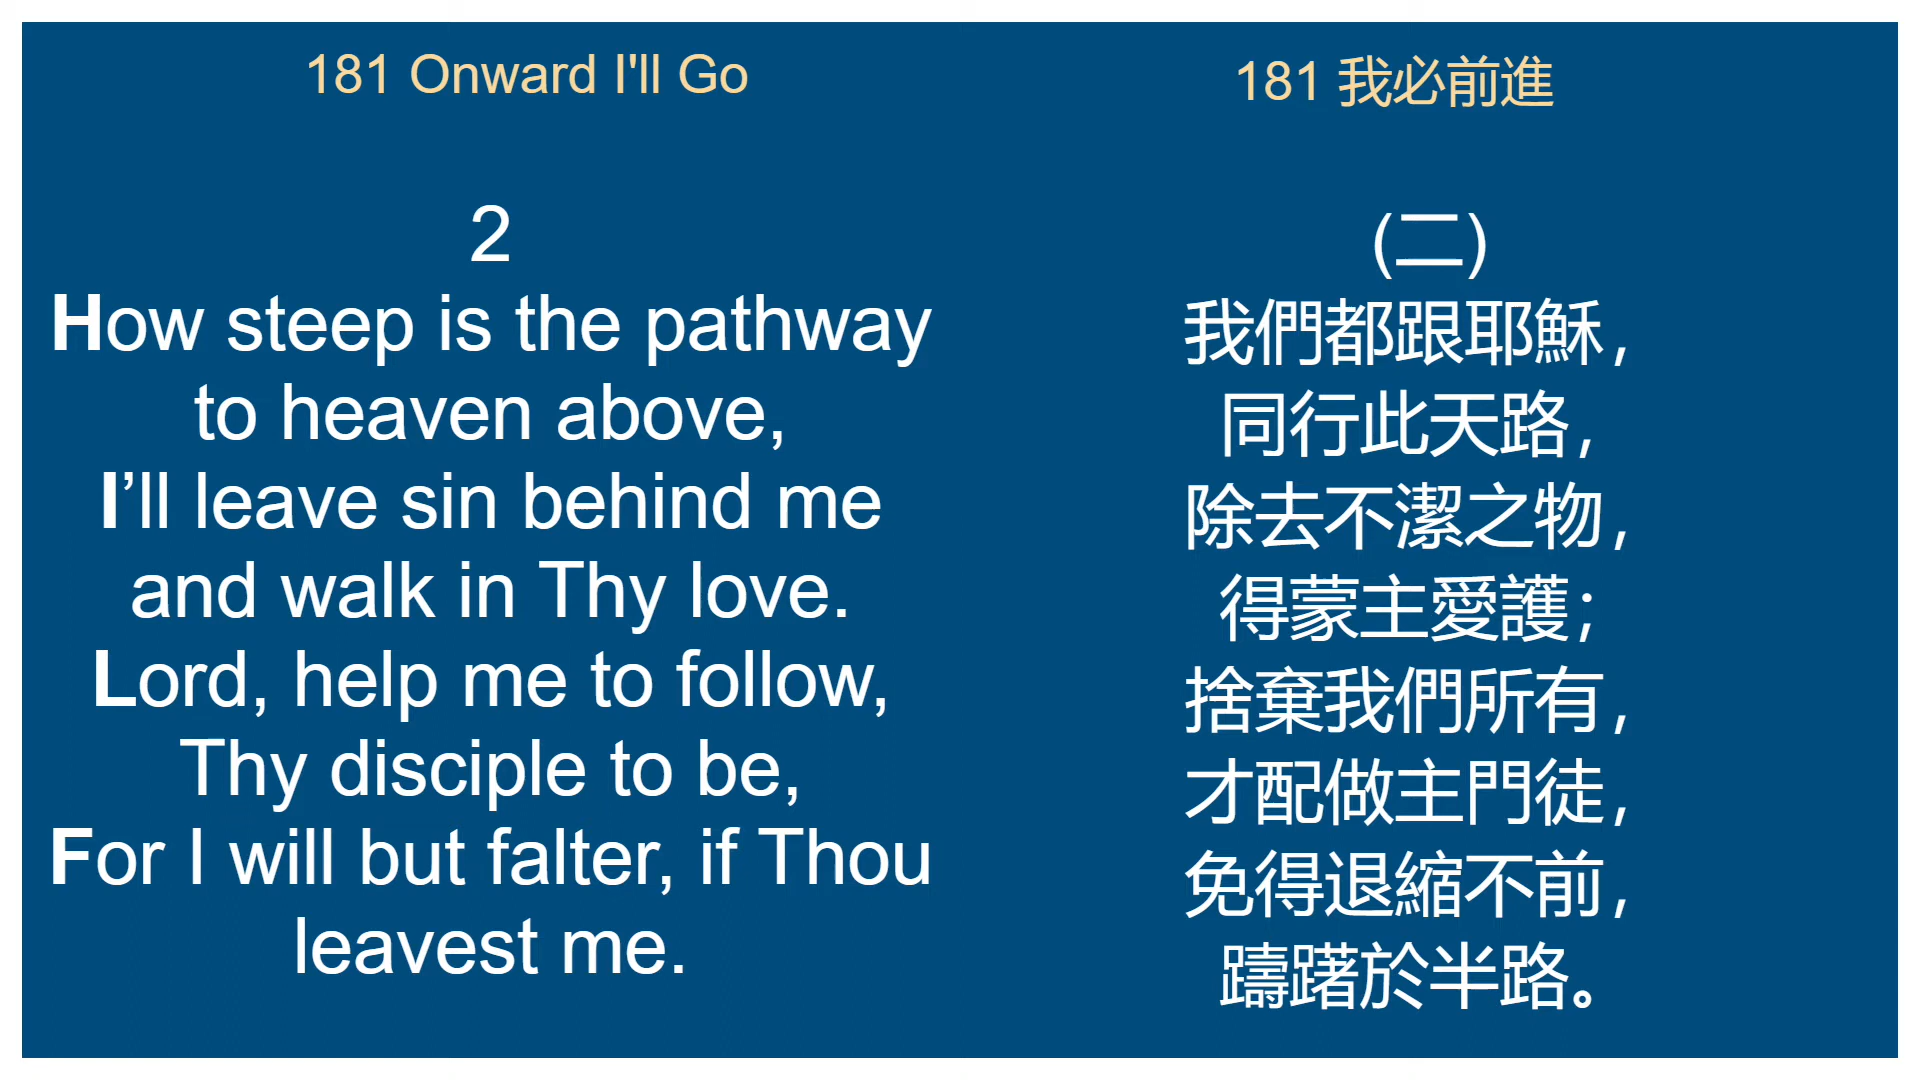 181 Onward I'll Go
2
How steep is the pathway
to heaven above,
I’ll leave sin behind me
and walk in Thy love.
Lord, help me to follow,
Thy disciple to be,
For I will but falter, if Thou
leavest me.
181 我必前進
(二)
我們都跟耶穌,
同行此天路,
除去不潔之物,
得蒙主愛護;
捨棄我們所有,
才配做主門徒,
免得退縮不前,
躊躇於半路。